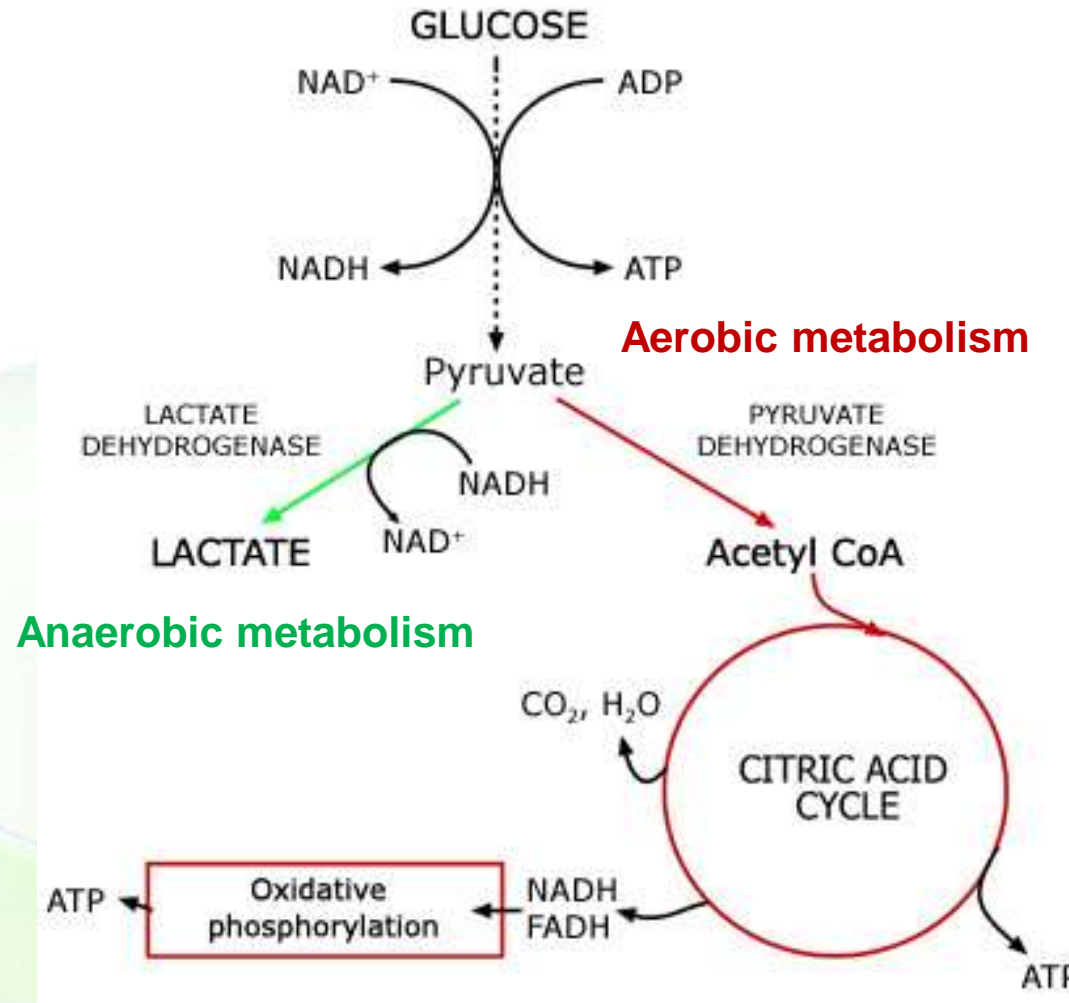 GLUCOSE
NAD⁺
ADP
NADH
ATP
Aerobic metabolism
Pyruvate
LACTATE
DEHYDROGENASE
PYRUVATE
DEHYDROGENASE
NADH
NAD⁺
LACTATE
Acetyl CoA
Anaerobic metabolism
CO₂, H₂O
CITRIC ACID
CYCLE
ATP
Oxidative
phosphorylation
NADH
FADH
ATP